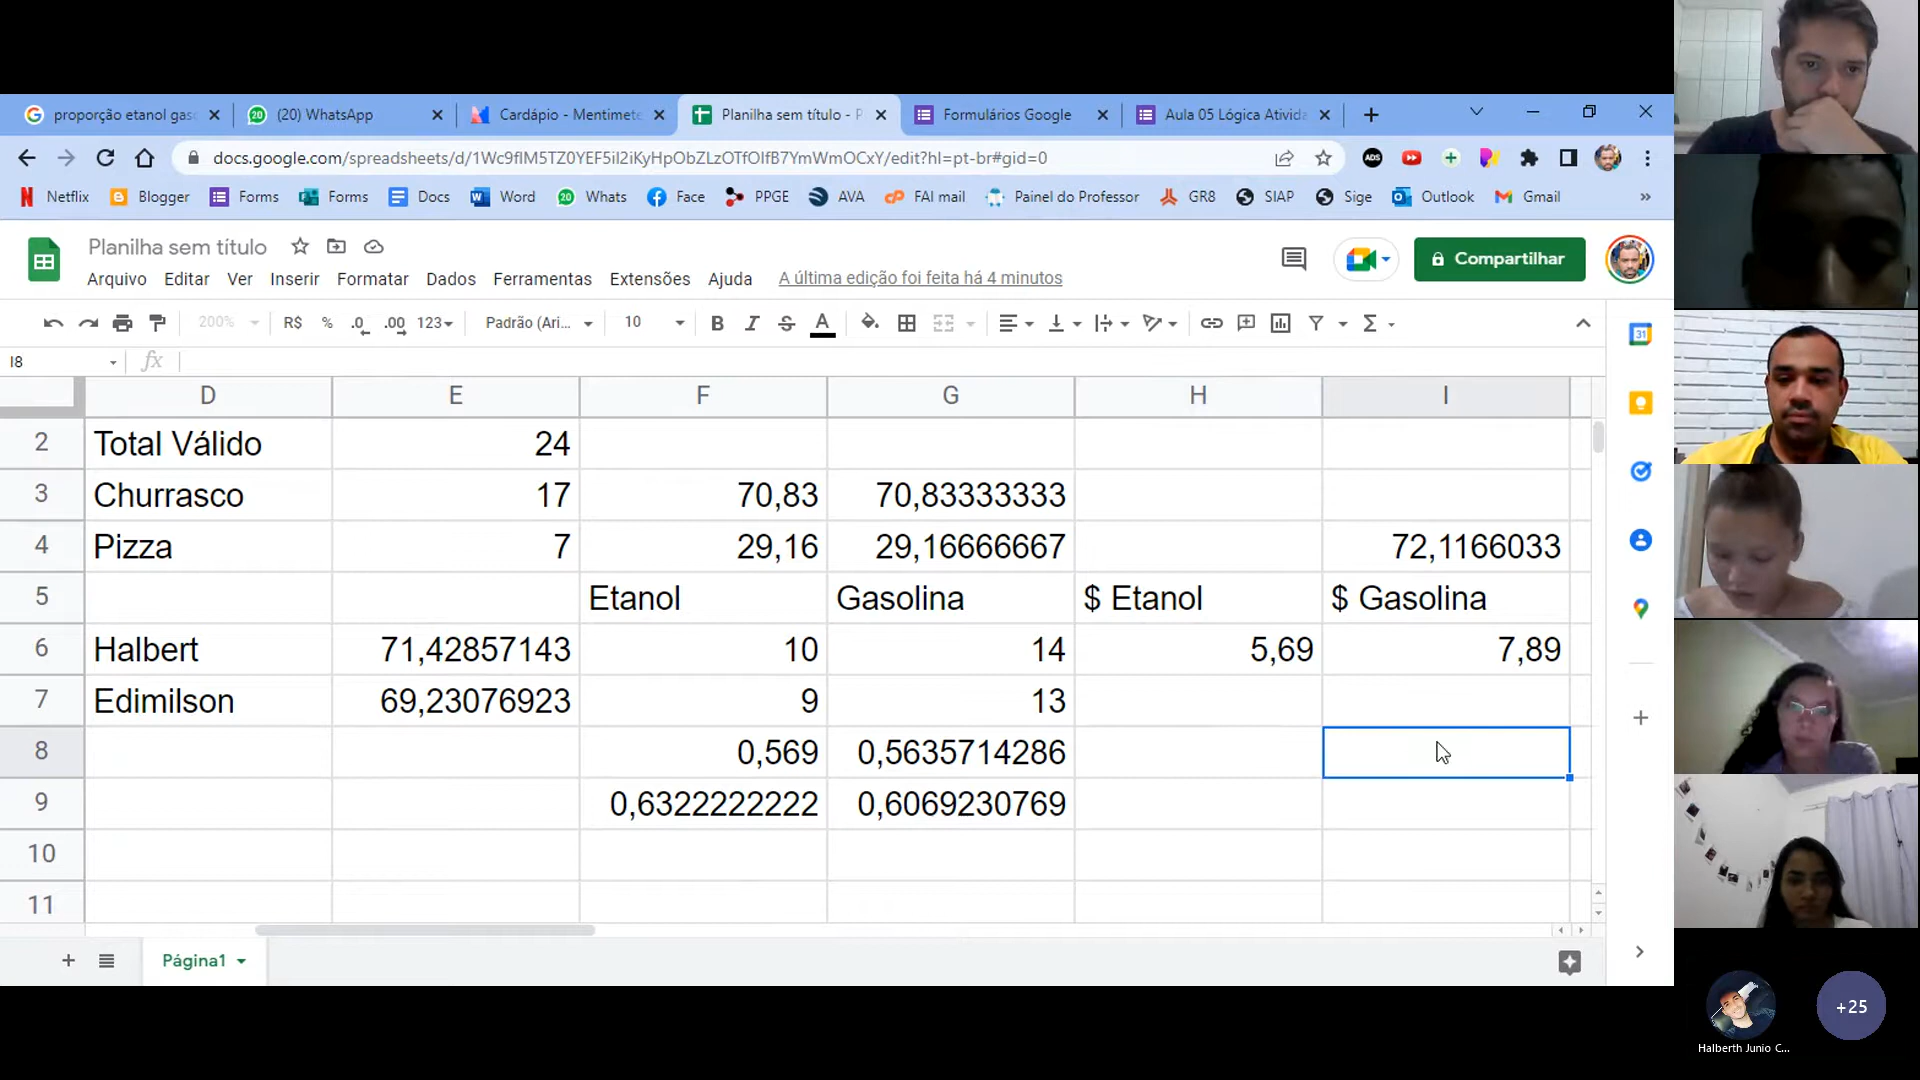 proporção etanol gaso
(20) WhatsApp
Cardápio - Mentimete
Planilha sem título - P
Formulários Google
Aula 05 Lógica Ativida
docs.google.com/spreadsheets/d/1Wc9flM5TZ0YEF5iI2iKyHpObZLzOTfOIfB7YmWmOCxY/edit?hl=pt-br#gid=0
Netflix Blogger Forms Forms Docs Word Whats Face PPGE AVA FAI mail Painel do Professor GR8 SIAP Sige Outlook Gmail »
Planilha sem título
Arquivo Editar Ver Inserir Formatar Dados Ferramentas Extensões Ajuda A última edição foi feita há 4 minutos
Compartilhar
200% R$ % .0 .00 123 Padrão (Ari... 10 B I S A Σ
I8 fx
D E F G H I
2 Total Válido 24
3 Churrasco 17 70,83 70,83333333
4 Pizza 7 29,16 29,16666667 72,1166033
5 Etanol Gasolina $ Etanol $ Gasolina
6 Halbert 71,42857143 10 14 5,69 7,89
7 Edimilson 69,23076923 9 13
8 0,569 0,5635714286
9 0,6322222222 0,6069230769
10
11
Página1
31
+25
Halberth Junio C...